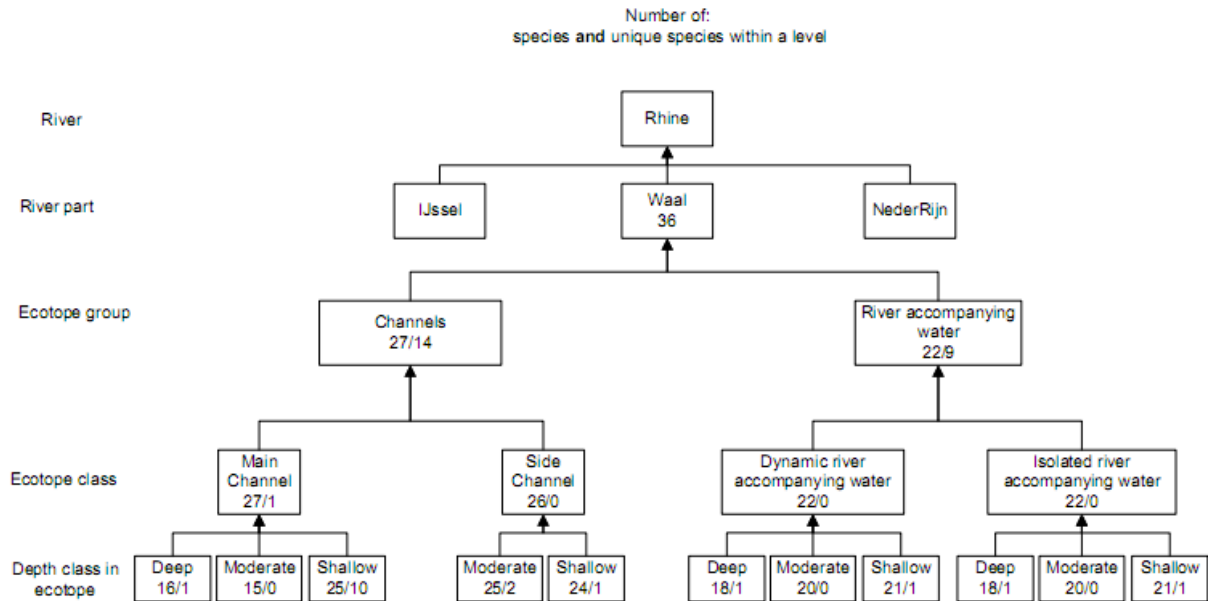 Number of:
species and unique species within a level
River
Rhine
River part
IJssel
Waal
36
NederRijn
Ecotope group
Channels
27/14
River accompanying
water
22/9
Ecotope class
Main
Channel
27/1
Side
Channel
26/0
Dynamic river
accompanying water
22/0
Isolated river
accompanying water
22/0
Depth class in
ecotope
Deep
16/1
Moderate
15/0
Shallow
25/10
Moderate
25/2
Shallow
24/1
Deep
18/1
Moderate
20/0
Shallow
21/1
Deep
18/1
Moderate
20/0
Shallow
21/1